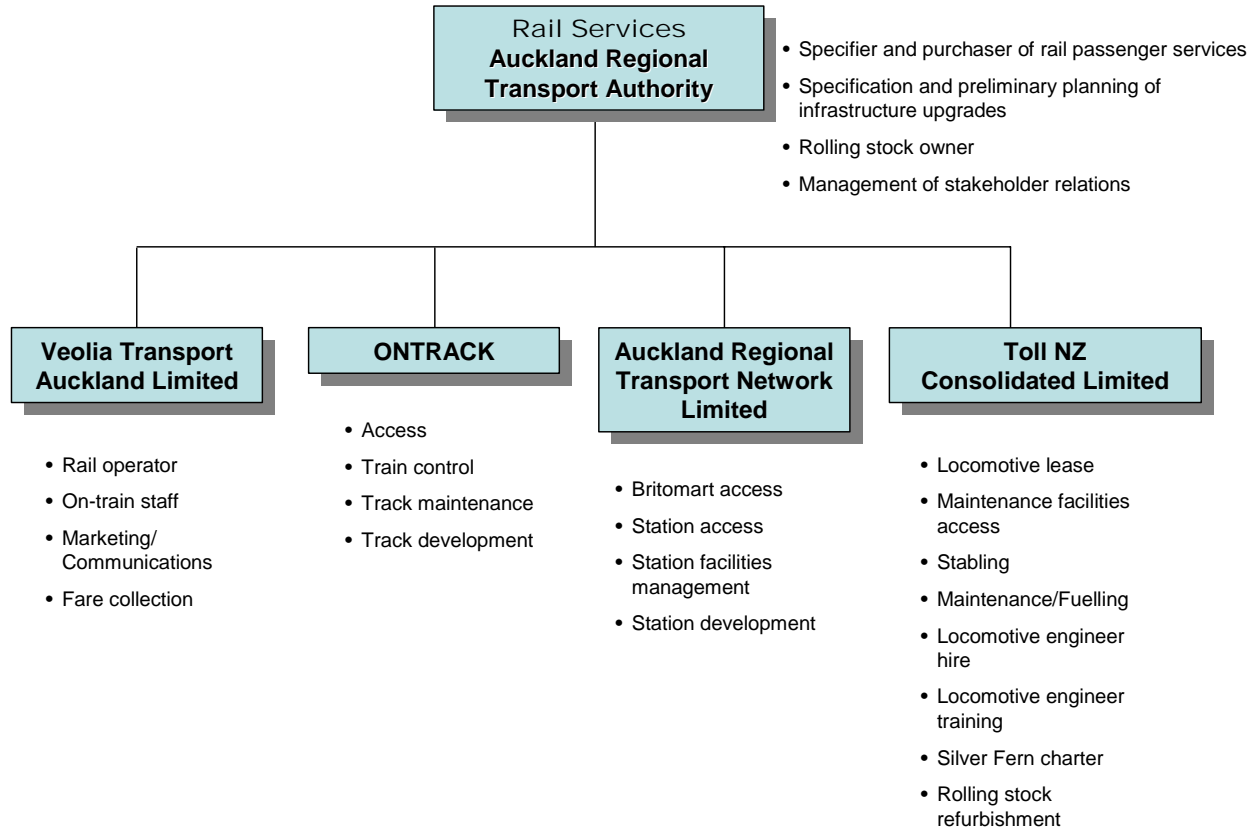 Rail Services
Auckland Regional
Transport Authority
• Specifier and purchaser of rail passenger services
• Specification and preliminary planning of
infrastructure upgrades
• Rolling stock owner
• Management of stakeholder relations
Veolia Transport
Auckland Limited
• Rail operator
• On-train staff
• Marketing/
Communications
• Fare collection
ONTRACK
• Access
• Train control
• Track maintenance
• Track development
Auckland Regional
Transport Network
Limited
• Britomart access
• Station access
• Station facilities
management
• Station development
Toll NZ
Consolidated Limited
• Locomotive lease
• Maintenance facilities
access
• Stabling
• Maintenance/Fuelling
• Locomotive engineer
hire
• Locomotive engineer
training
• Silver Fern charter
• Rolling stock
refurbishment